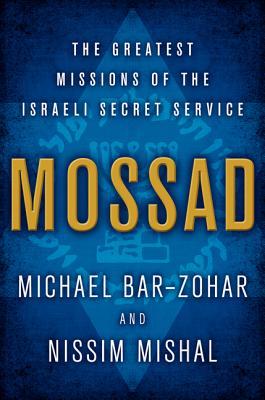 THE GREATEST
MISSIONS OF THE
ISRAELI SECRET SERVICE
MOSSAD
MICHAEL BAR-ZOHAR
AND
NISSIM MISHAL